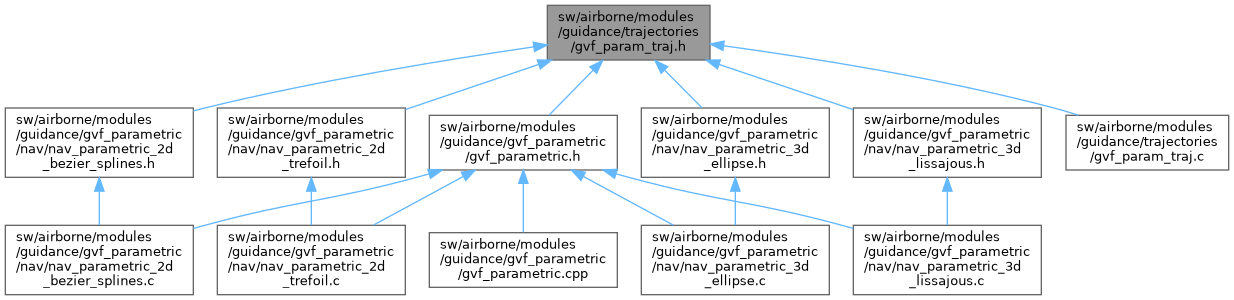 sw/airborne/modules
/guidance/trajectories
/gvf_param_traj.h
sw/airborne/modules
/guidance/gvf_parametric
/nav/nav_parametric_2d
_bezier_splines.h
sw/airborne/modules
/guidance/gvf_parametric
/nav/nav_parametric_2d
_trefoil.h
sw/airborne/modules
/guidance/gvf_parametric
/gvf_parametric.h
sw/airborne/modules
/guidance/gvf_parametric
/nav/nav_parametric_3d
_ellipse.h
sw/airborne/modules
/guidance/gvf_parametric
/nav/nav_parametric_3d
_lissajous.h
sw/airborne/modules
/guidance/trajectories
/gvf_param_traj.c
sw/airborne/modules
/guidance/gvf_parametric
/nav/nav_parametric_2d
_bezier_splines.c
sw/airborne/modules
/guidance/gvf_parametric
/nav/nav_parametric_2d
_trefoil.c
sw/airborne/modules
/guidance/gvf_parametric
/gvf_parametric.cpp
sw/airborne/modules
/guidance/gvf_parametric
/nav/nav_parametric_3d
_ellipse.c
sw/airborne/modules
/guidance/gvf_parametric
/nav/nav_parametric_3d
_lissajous.c